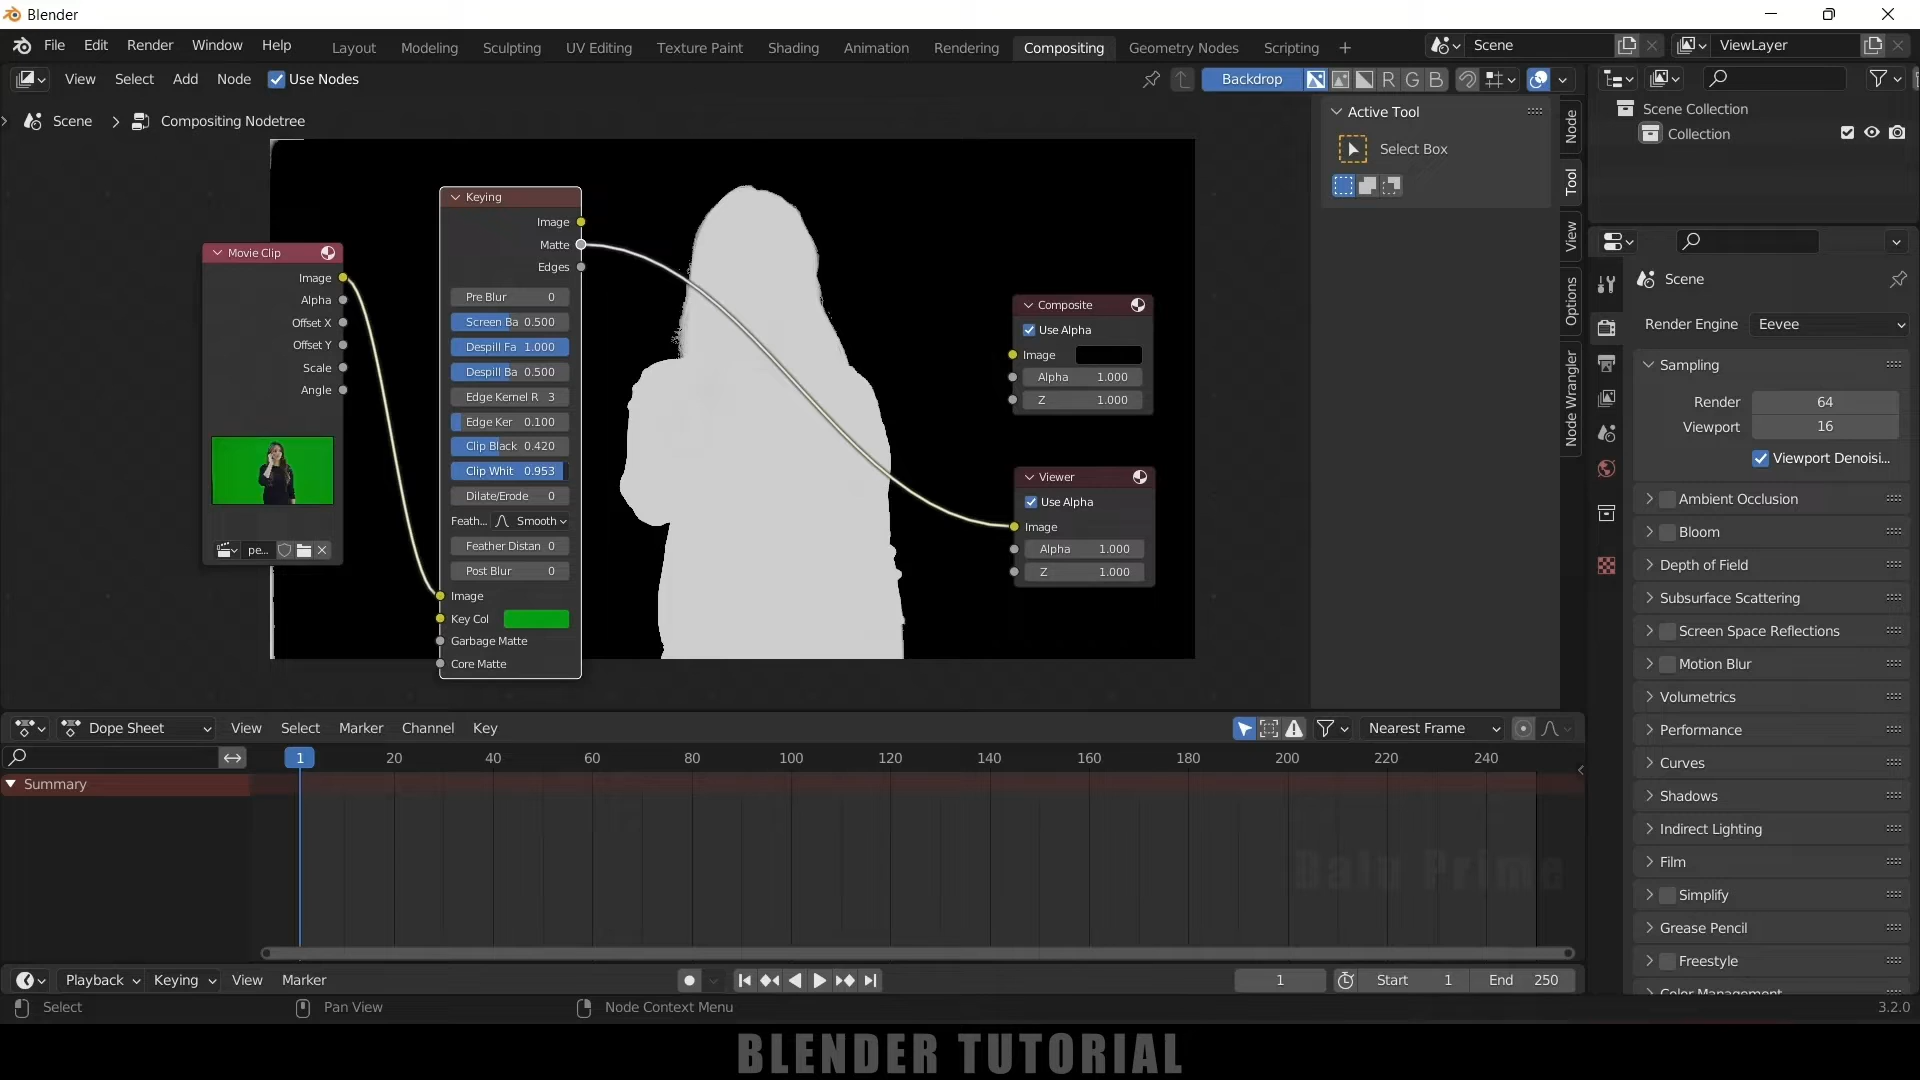 Blender
File Edit Render Window Help
Layout Modeling Sculpting UV Editing Texture Paint Shading Animation Rendering Compositing Geometry Nodes Scripting +
Scene
ViewLayer
View Select Add Node Use Nodes
Backdrop
R G B
Scene > Compositing Nodetree
Active Tool
Select Box
Node
Tool
View
Options
Node Wrangler
Scene Collection
Collection
Movie Clip
Image
Alpha
Offset X
Offset Y
Scale
Angle
pe...
Keying
Image
Matte
Edges
Pre Blur 0
Screen Ba 0.500
Despill Fa 1.000
Despill Ba 0.500
Edge Kernel R 3
Edge Ker 0.100
Clip Black 0.420
Clip Whit 0.953
Dilate/Erode 0
Feath... Smooth
Feather Distan 0
Post Blur 0
Image
Key Col
Garbage Matte
Core Matte
Composite
Use Alpha
Image
Alpha 1.000
Z 1.000
Viewer
Use Alpha
Image
Alpha 1.000
Z 1.000
Scene
Render Engine Eevee
Sampling
Render 64
Viewport 16
Viewport Denoisi...
Ambient Occlusion
Bloom
Depth of Field
Subsurface Scattering
Screen Space Reflections
Motion Blur
Volumetrics
Performance
Curves
Shadows
Indirect Lighting
Film
Simplify
Grease Pencil
Freestyle
Color Management
Dope Sheet View Select Marker Channel Key
Nearest Frame
1 20 40 60 80 100 120 140 160 180 200 220 240
Summary
Dalu Prime
Playback Keying View Marker
1 Start 1 End 250
Select Pan View Node Context Menu 3.2.0
BLENDER TUTORIAL